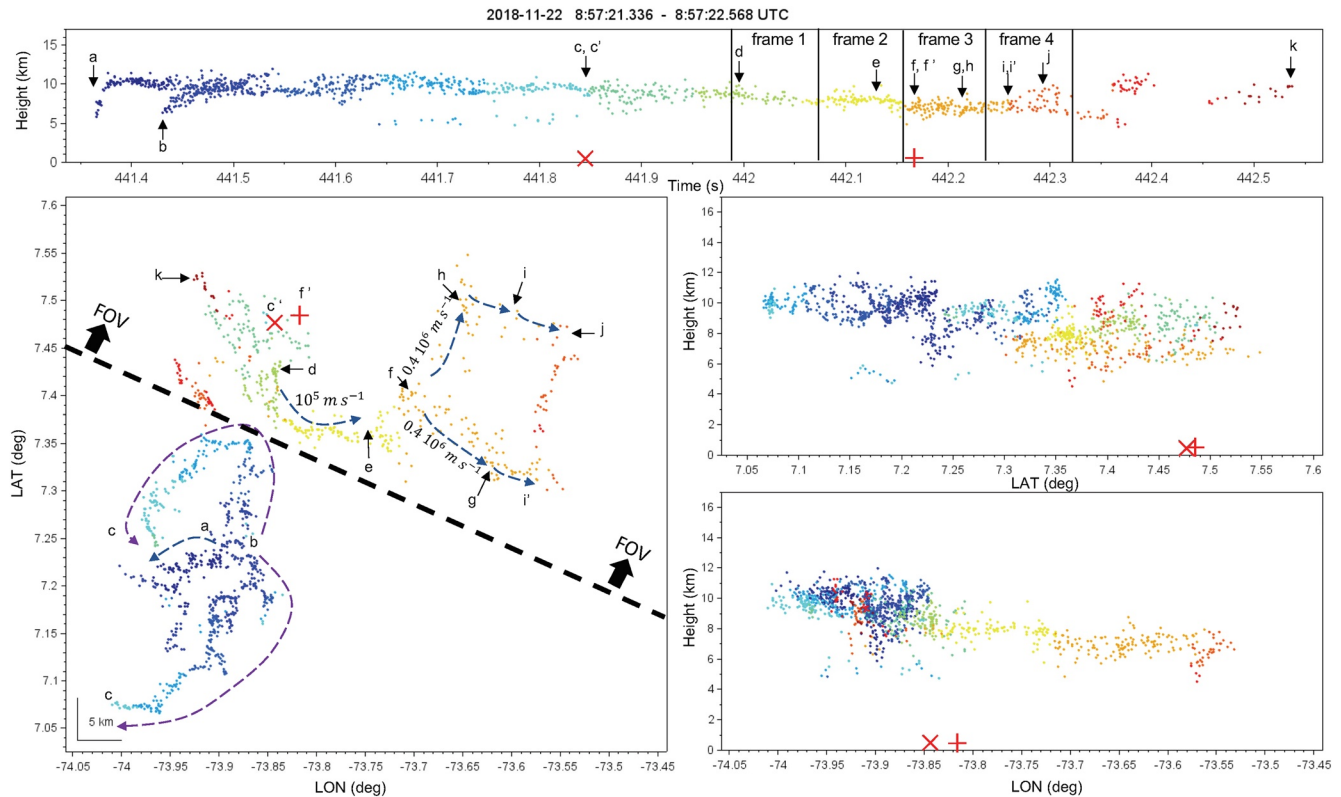 2018-11-22 8:57:21.336 - 8:57:22.568 UTC
Height (km)
15
10
5
0
a
b
c, c'
d
frame 1
frame 2
frame 3
frame 4
e
f, f '
g,h
i,i'
j
k
441.4
441.5
441.6
441.7
441.8
441.9
442
442.1
442.2
442.3
442.4
442.5
Time (s)
LAT (deg)
7.6
7.55
7.5
7.45
7.4
7.35
7.3
7.25
7.2
7.15
7.1
7.05
k
c '
f '
h
i
j
FOV
d
f
0.4 10⁶ m s⁻¹
10⁵ m s⁻¹
0.4 10⁶ m s⁻¹
e
g
i'
c
a
b
FOV
c
5 km
-74.05
-74
-73.95
-73.9
-73.85
-73.8
-73.75
-73.7
-73.65
-73.6
-73.55
-73.5
-73.45
LON (deg)
Height (km)
16
14
12
10
8
6
4
2
0
7.05
7.1
7.15
7.2
7.25
7.3
7.35
7.4
7.45
7.5
7.55
7.6
LAT (deg)
Height (km)
16
14
12
10
8
6
4
2
0
-74.05
-74
-73.95
-73.9
-73.85
-73.8
-73.75
-73.7
-73.65
-73.6
-73.55
-73.5
-73.45
LON (deg)